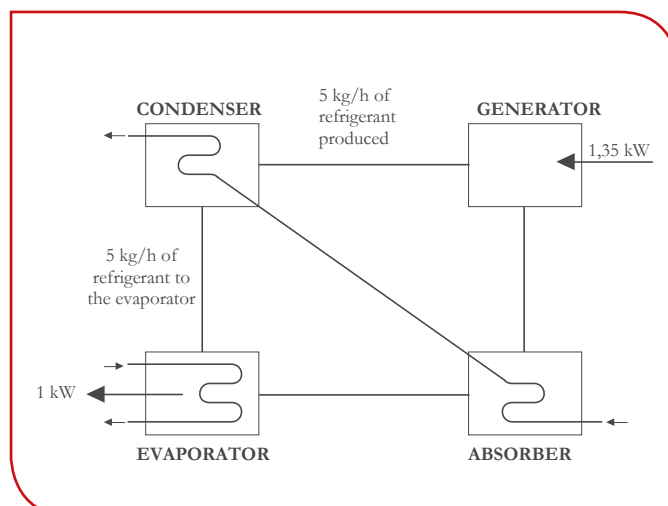 CONDENSER
5 kg/h of
refrigerant
produced
GENERATOR
1,35 kW
5 kg/h of
refrigerant to
the evaporator
1 kW
EVAPORATOR
ABSORBER